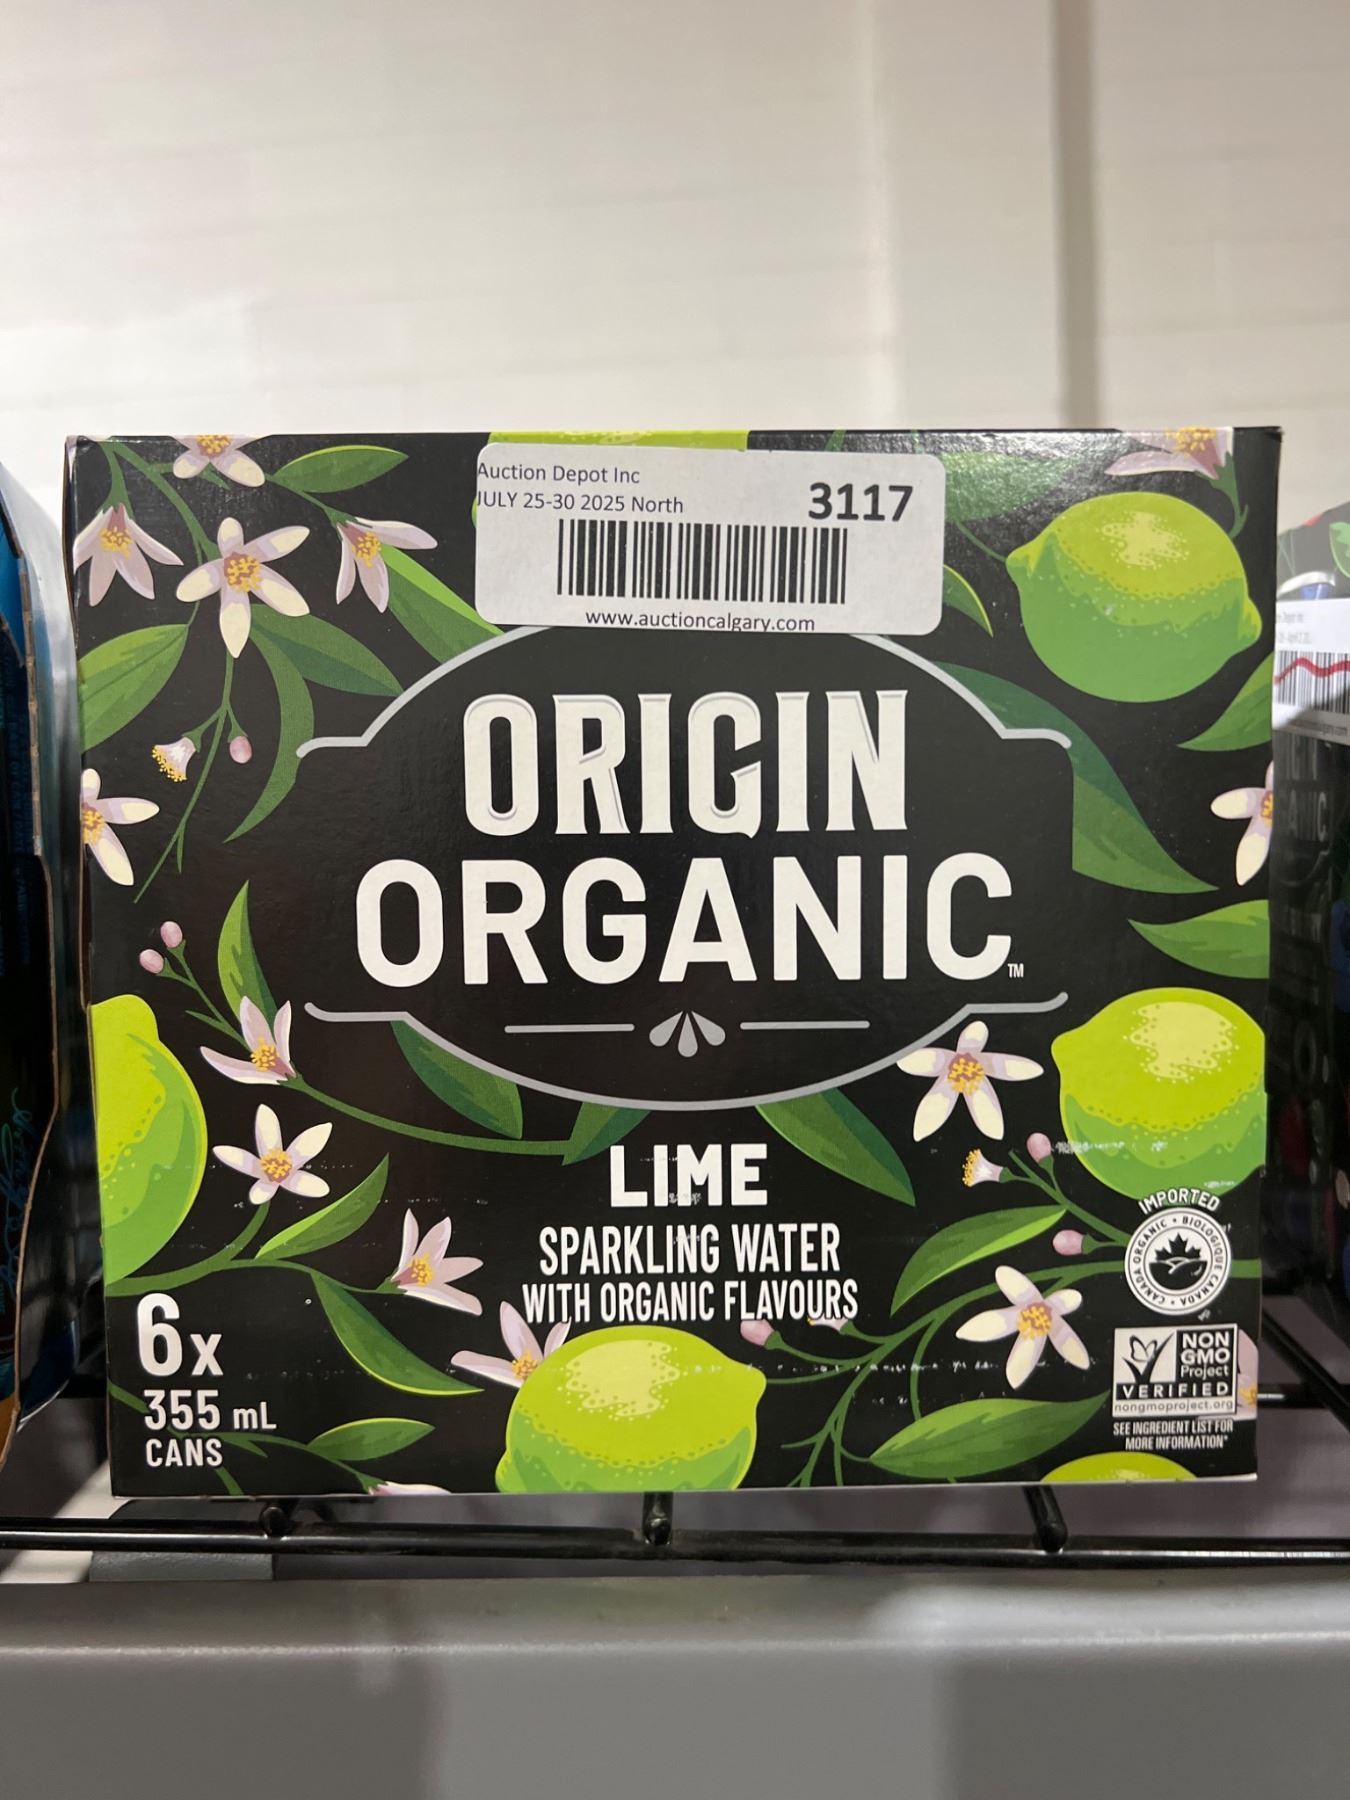 Auction Depot Inc
JULY 25-30 2025 North
3117
www.auctioncalgary.com
ORIGIN
ORGANIC™
LIME
SPARKLING WATER
WITH ORGANIC FLAVOURS
6x
355 mL
CANS
IMPORTED
CANADA ORGANIC • BIOLOGIQUE CANADA •
NON
GMO
Project
VERIFIED
nongmoproject.org
SEE INGREDIENT LIST FOR
MORE INFORMATION*